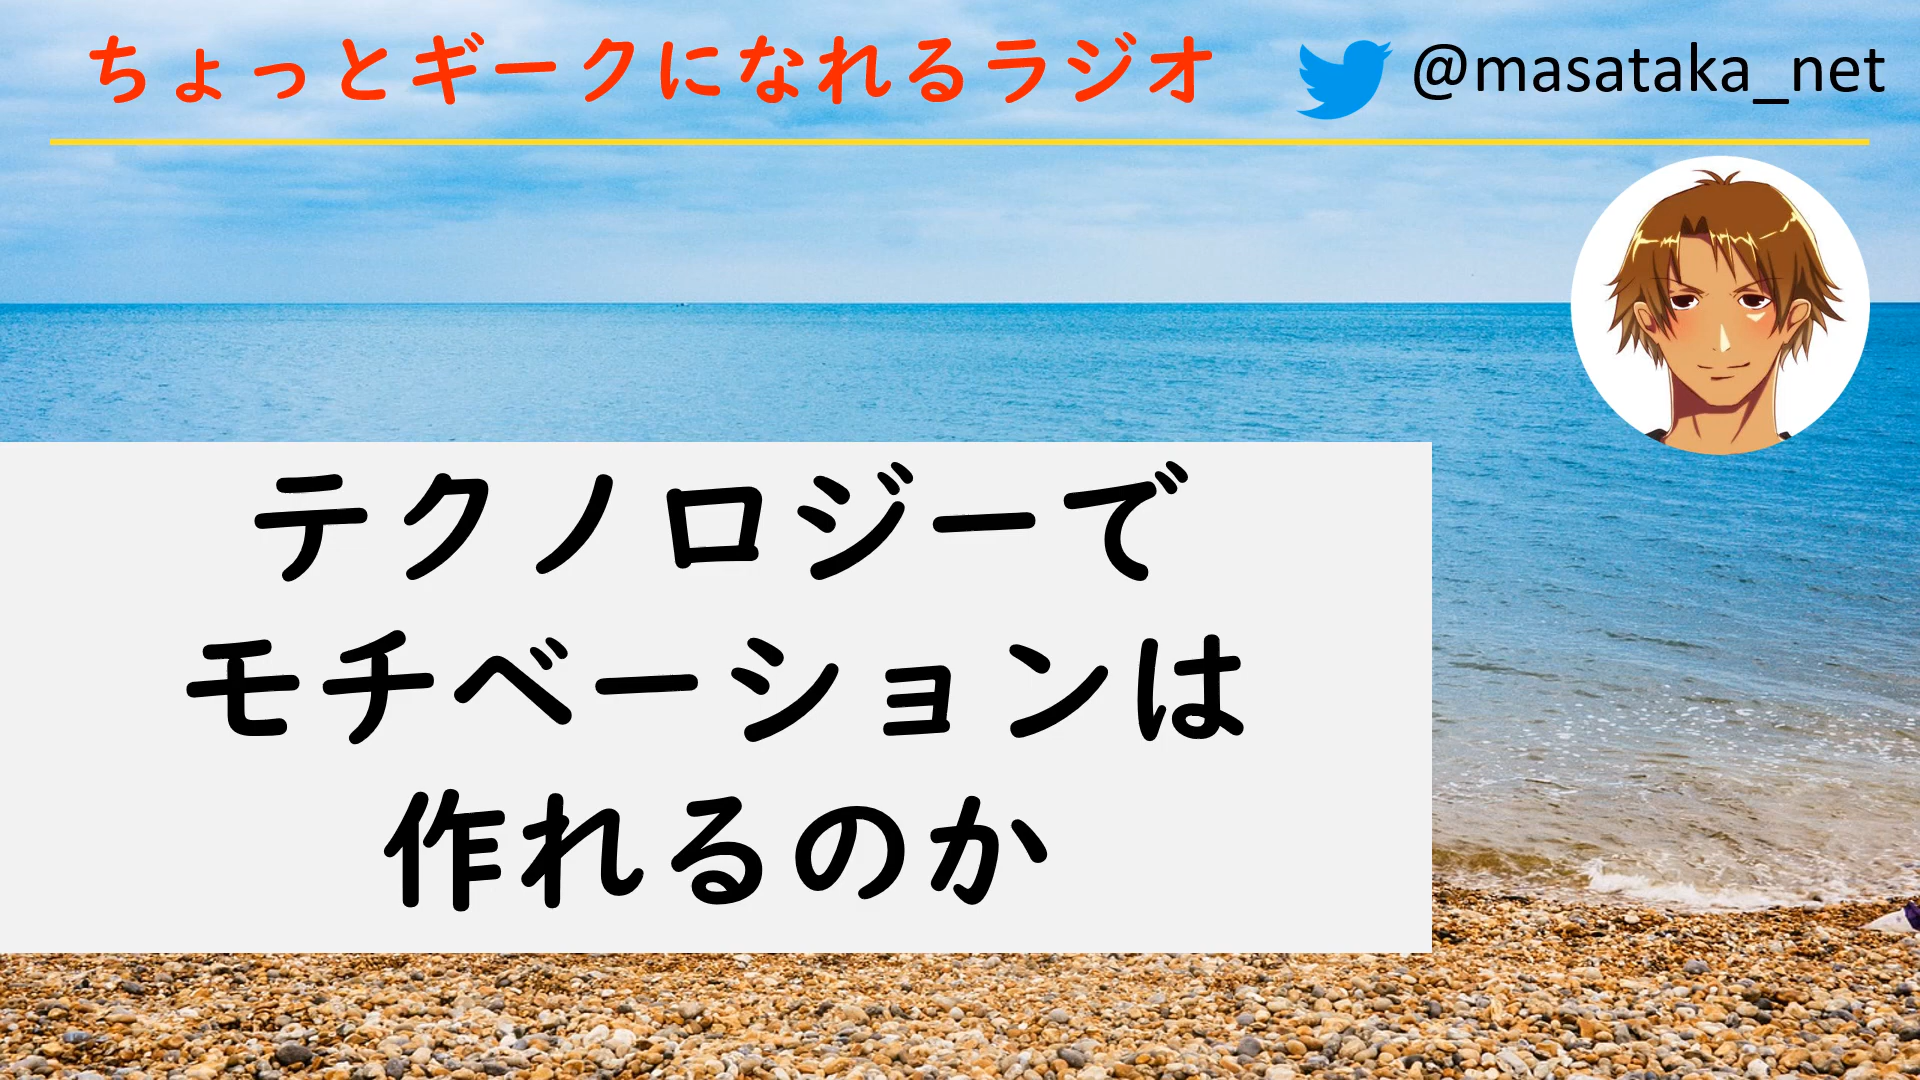 ちょっとギークになれるラジオ
@masataka_net
テクノロジーで
モチベーションは
作れるのか